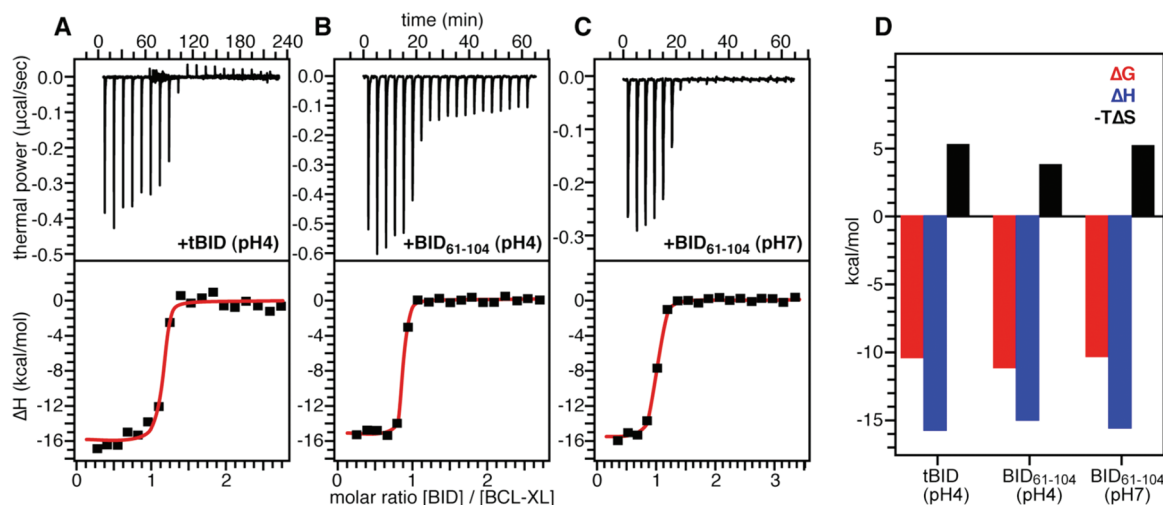 A
B
C
D
time (min)
0 60 120 180 240
0 20 40 60
0 20 40 60
thermal power (µcal/sec)
0.0
-0.1
-0.2
-0.3
-0.4
-0.5
+tBID (pH4)
0.0
-0.1
-0.2
-0.3
-0.4
-0.5
-0.6
+BID61-104 (pH4)
0.0
-0.1
-0.2
-0.3
+BID61-104 (pH7)
ΔH (kcal/mol)
0
-4
-8
-12
-16
0
-4
-8
-12
-16
0
-4
-8
-12
-16
1 2
1 2
1 2 3
molar ratio [BID] / [BCL-XL]
ΔG
ΔH
-TΔS
kcal/mol
5
0
-5
-10
-15
tBID BID61-104 BID61-104
(pH4) (pH4) (pH7)